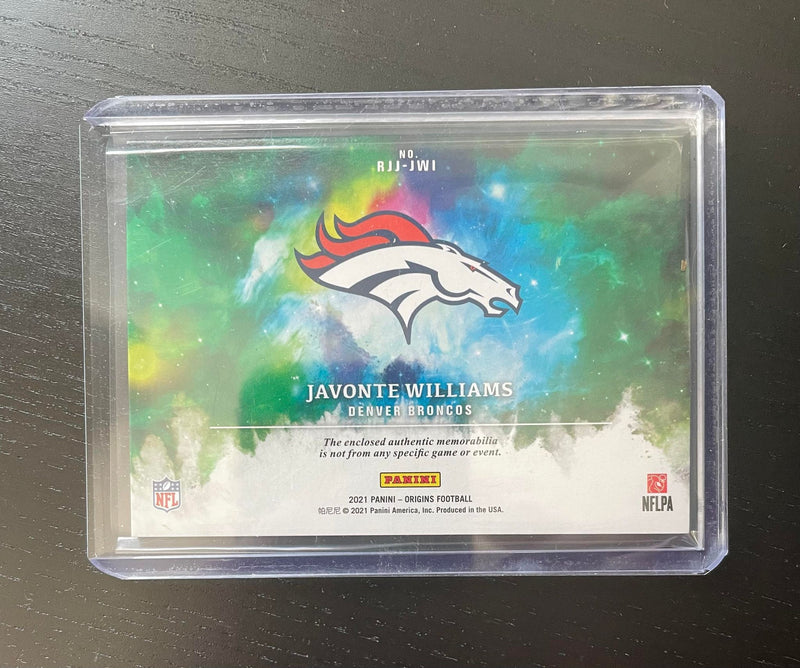 NO.
RJJ-JWI
JAVONTE WILLIAMS
DENVER BRONCOS
The enclosed authentic memorabilia
is not from any specific game or event.
PANINI
NFL
NFLPA
2021 PANINI – ORIGINS FOOTBALL
帕尼尼 © 2021 Panini America, Inc. Produced in the USA.